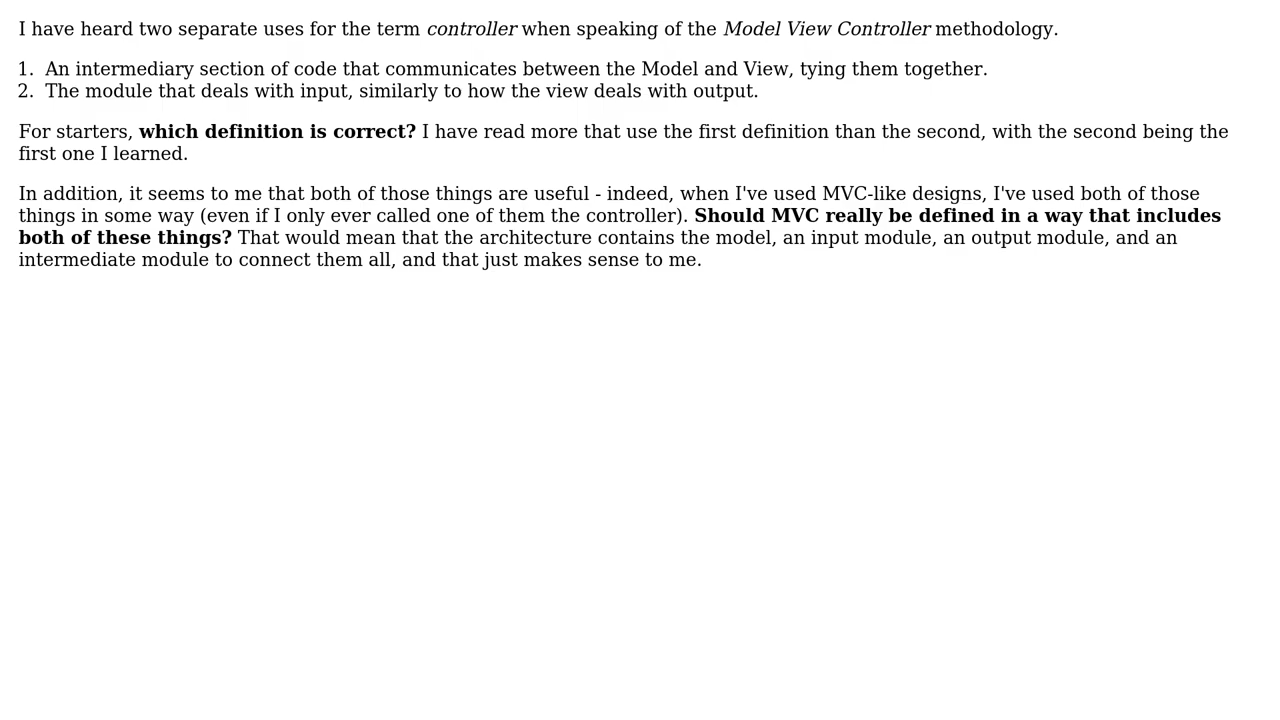 I have heard two separate uses for the term controller when speaking of the Model View Controller methodology.
1. An intermediary section of code that communicates between the Model and View, tying them together.
2. The module that deals with input, similarly to how the view deals with output.
For starters, which definition is correct? I have read more that use the first definition than the second, with the second being the
first one I learned.
In addition, it seems to me that both of those things are useful - indeed, when I've used MVC-like designs, I've used both of those
things in some way (even if I only ever called one of them the controller). Should MVC really be defined in a way that includes
both of these things? That would mean that the architecture contains the model, an input module, an output module, and an
intermediate module to connect them all, and that just makes sense to me.